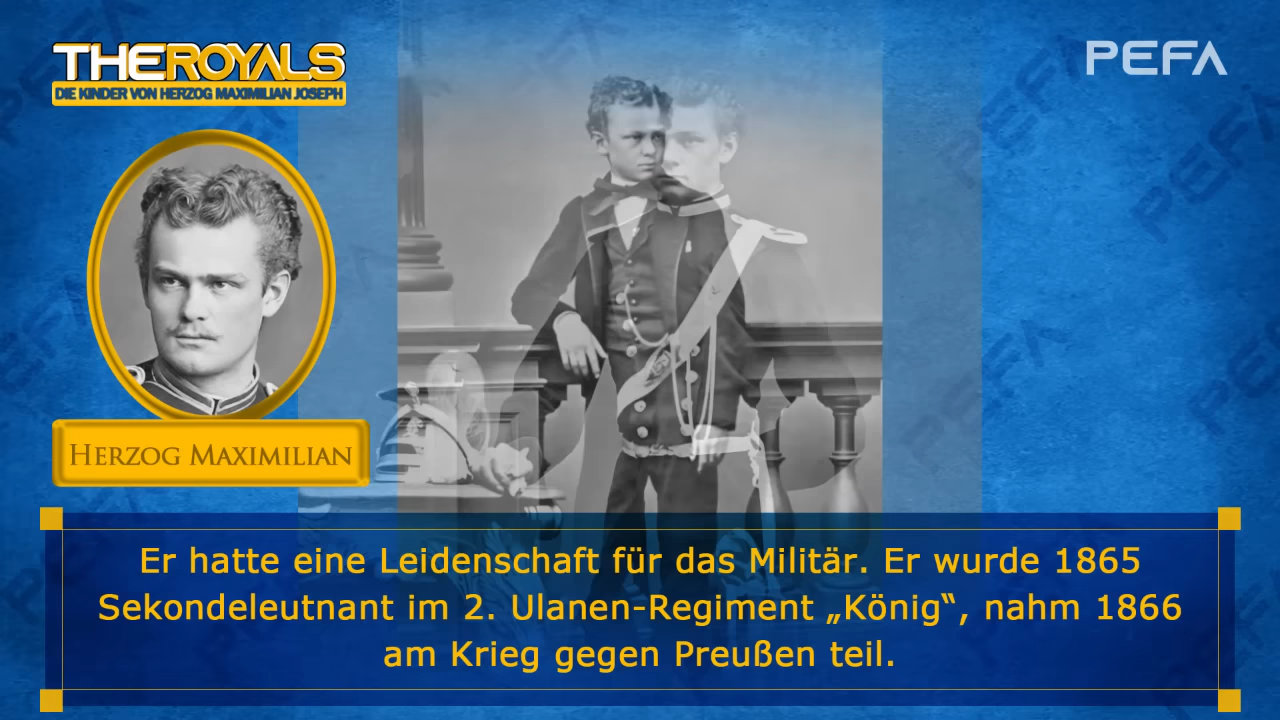 THEROYALS
DIE KINDER VON HERZOG MAXIMILIAN JOSEPH
PEFA
HERZOG MAXIMILIAN
Er hatte eine Leidenschaft für das Militär. Er wurde 1865
Sekondeleutnant im 2. Ulanen-Regiment „König“, nahm 1866
am Krieg gegen Preußen teil.